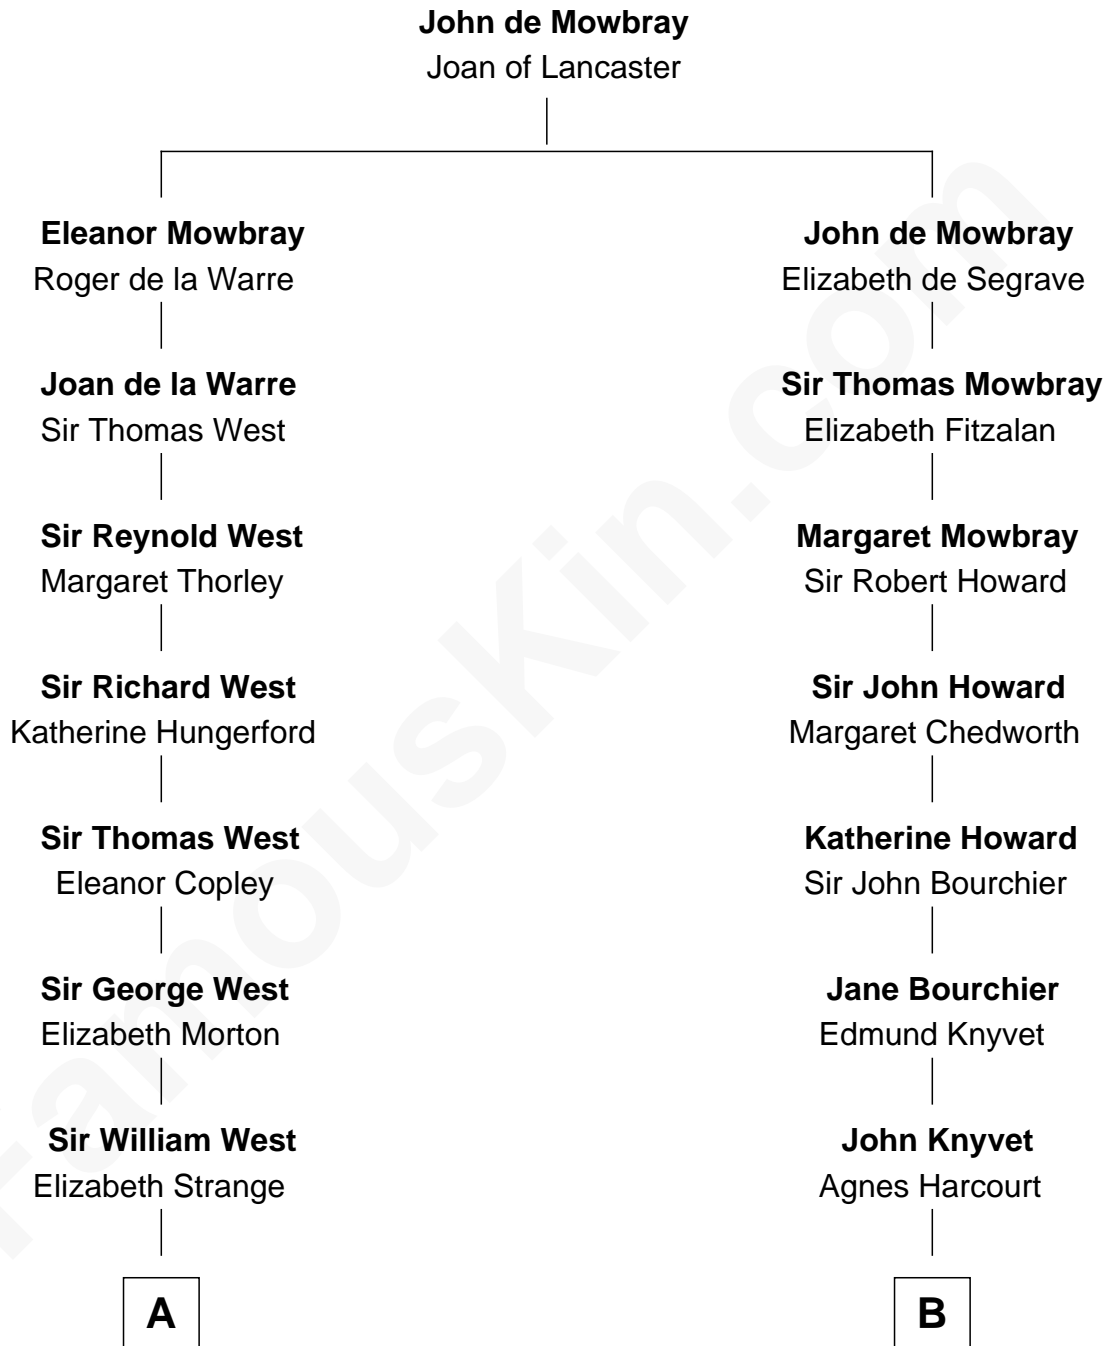 John de Mowbray
Joan of Lancaster
Eleanor Mowbray
Roger de la Warre
John de Mowbray
Elizabeth de Segrave
Joan de la Warre
Sir Thomas West
Sir Thomas Mowbray
Elizabeth Fitzalan
Sir Reynold West
Margaret Thorley
Margaret Mowbray
Sir Robert Howard
Sir Richard West
Katherine Hungerford
Sir John Howard
Margaret Chedworth
Sir Thomas West
Eleanor Copley
Katherine Howard
Sir John Bourchier
Sir George West
Elizabeth Morton
Jane Bourchier
Edmund Knyvet
Sir William West
Elizabeth Strange
John Knyvet
Agnes Harcourt
A
B
FamousKin.com